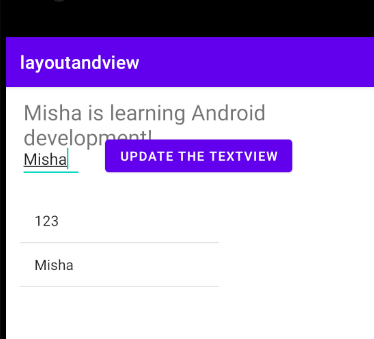 layoutandview
Misha is learning Android
development!
Misha
UPDATE THE TEXTVIEW
123
Misha